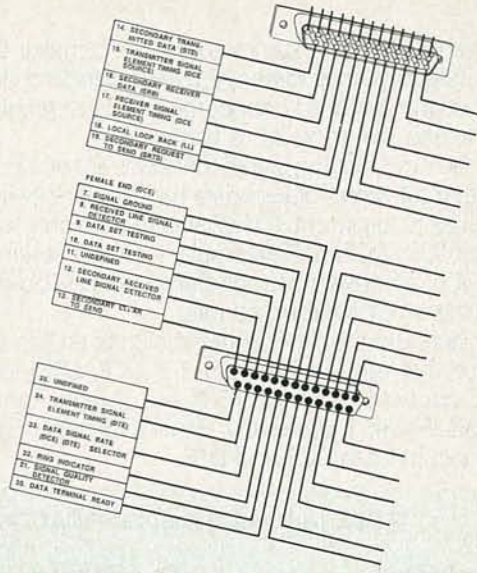 14. SECONDARY TRANS-
MITTED DATA (STD)
15. TRANSMITTER SIGNAL
ELEMENT TIMING (DCE
SOURCE)
16. SECONDARY RECEIVER
DATA (SRB)
17. RECEIVER SIGNAL
ELEMENT TIMING (DCE
SOURCE)
18. LOCAL LOOP BACK (LL)
19. SECONDARY REQUEST
TO SEND (SRTS)
FEMALE END (DCE)
7. SIGNAL GROUND
8. RECEIVED LINE SIGNAL
DETECTOR
9. DATA SET TESTING
10. DATA SET TESTING
11. UNDEFINED
12. SECONDARY RECEIVED
LINE SIGNAL DETECTOR
13. SECONDARY CLEAR
TO SEND
25. UNDEFINED
24. TRANSMITTER SIGNAL
ELEMENT TIMING (DTE)
23. DATA SIGNAL RATE
(DCE) (DTE) SELECTOR
22. RING INDICATOR
21. SIGNAL QUALITY
DETECTOR
20. DATA TERMINAL READY